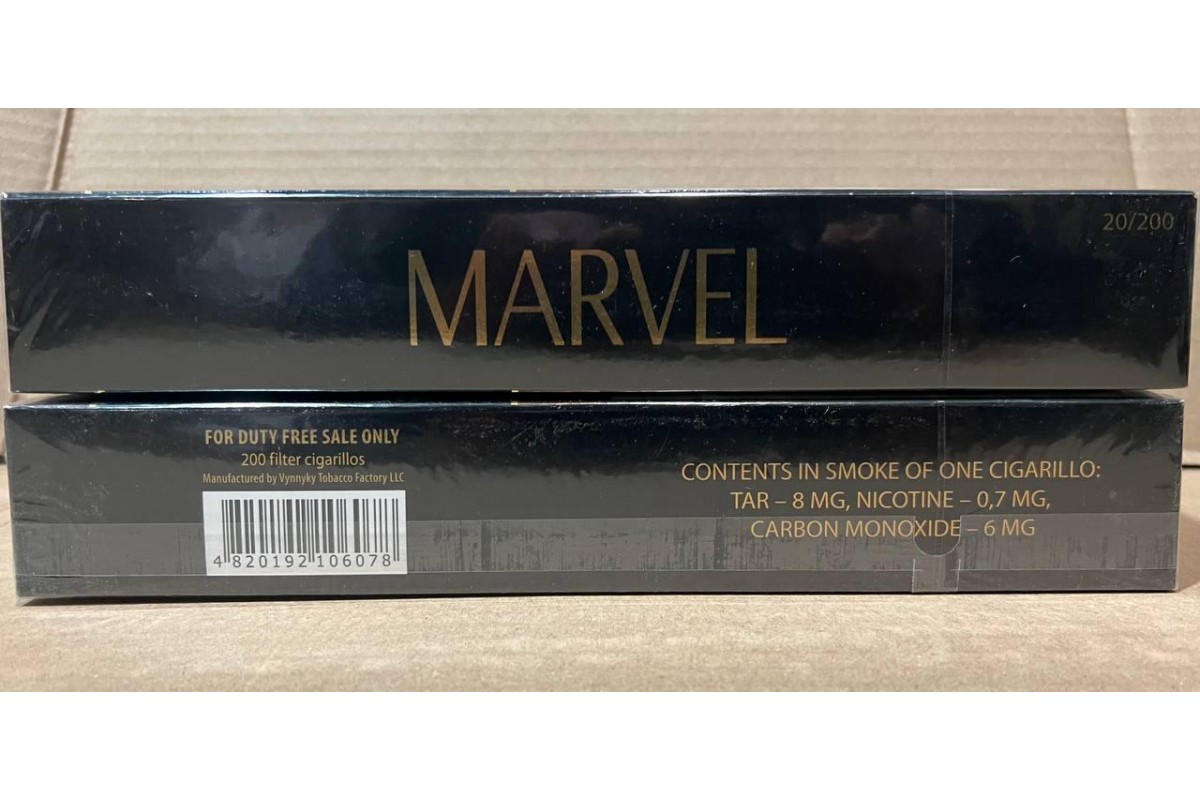 20/200
MARVEL
FOR DUTY FREE SALE ONLY
200 filter cigarillos
Manufactured by Vynnyky Tobacco Factory LLC
4 820192 106078
CONTENTS IN SMOKE OF ONE CIGARILLO:
TAR – 8 MG, NICOTINE – 0,7 MG,
CARBON MONOXIDE – 6 MG